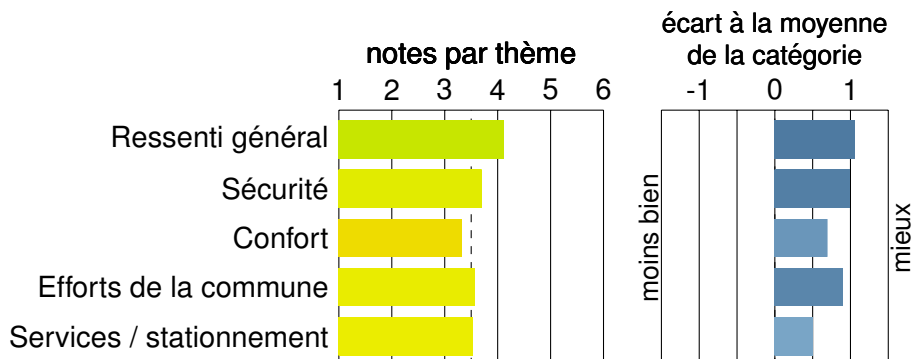 notes par thème
1 2 3 4 5 6
écart à la moyenne
de la catégorie
-1 0 1
Ressenti général
Sécurité
Confort
Efforts de la commune
Services / stationnement
moins bien
mieux